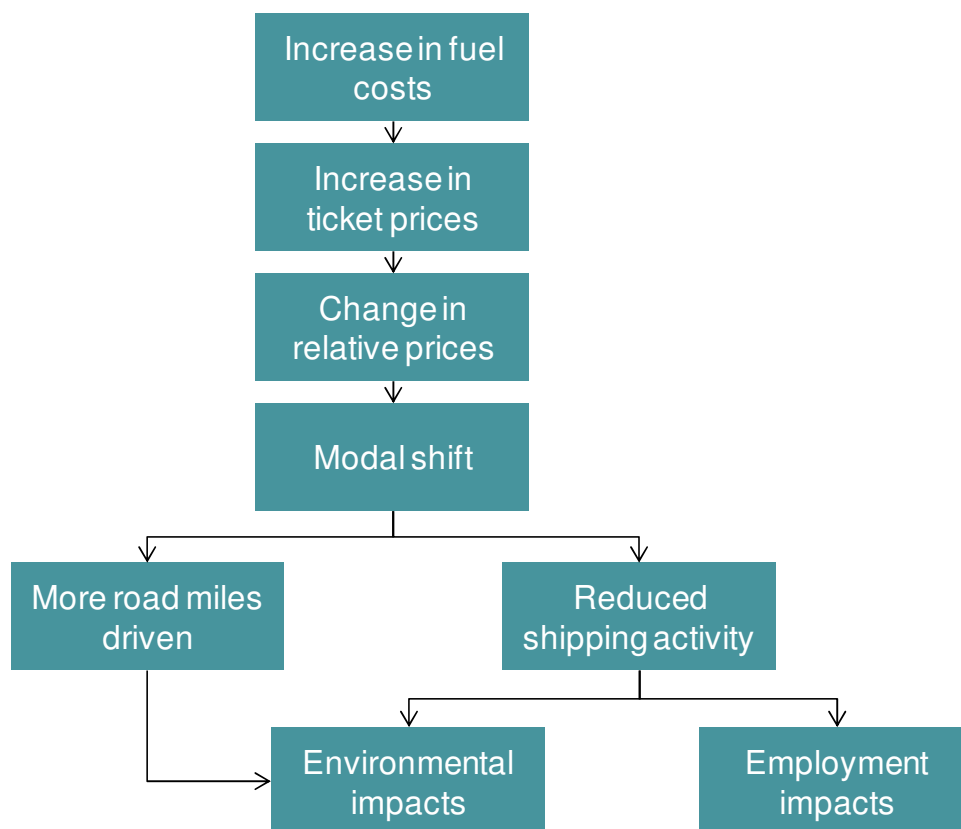 Increase in fuel
costs
Increase in
ticket prices
Change in
relative prices
Modal shift
More road miles
driven
Reduced
shipping activity
Environmental
impacts
Employment
impacts